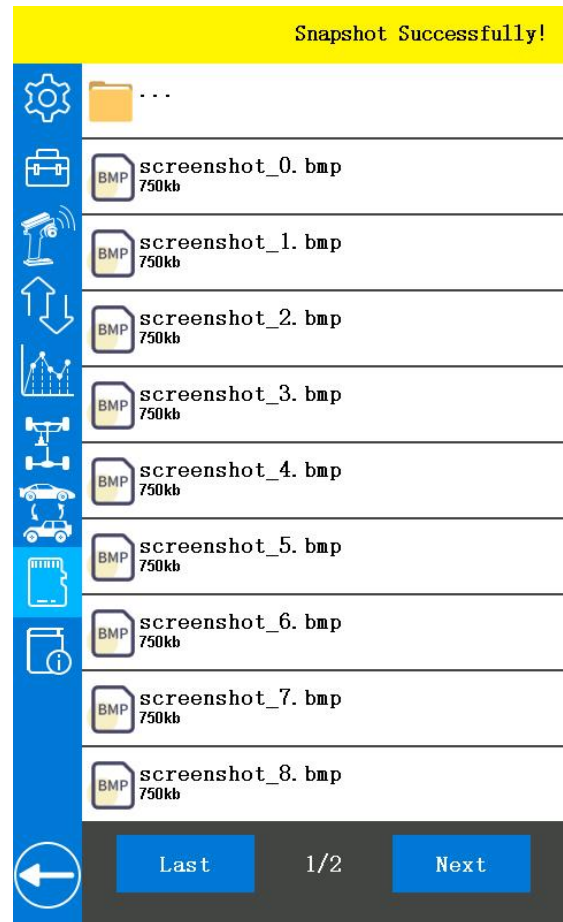 Snapshot Successfully!
...
BMP screenshot_0.bmp
750kb
BMP screenshot_1.bmp
750kb
BMP screenshot_2.bmp
750kb
BMP screenshot_3.bmp
750kb
BMP screenshot_4.bmp
750kb
BMP screenshot_5.bmp
750kb
BMP screenshot_6.bmp
750kb
BMP screenshot_7.bmp
750kb
BMP screenshot_8.bmp
750kb
Last 1/2 Next